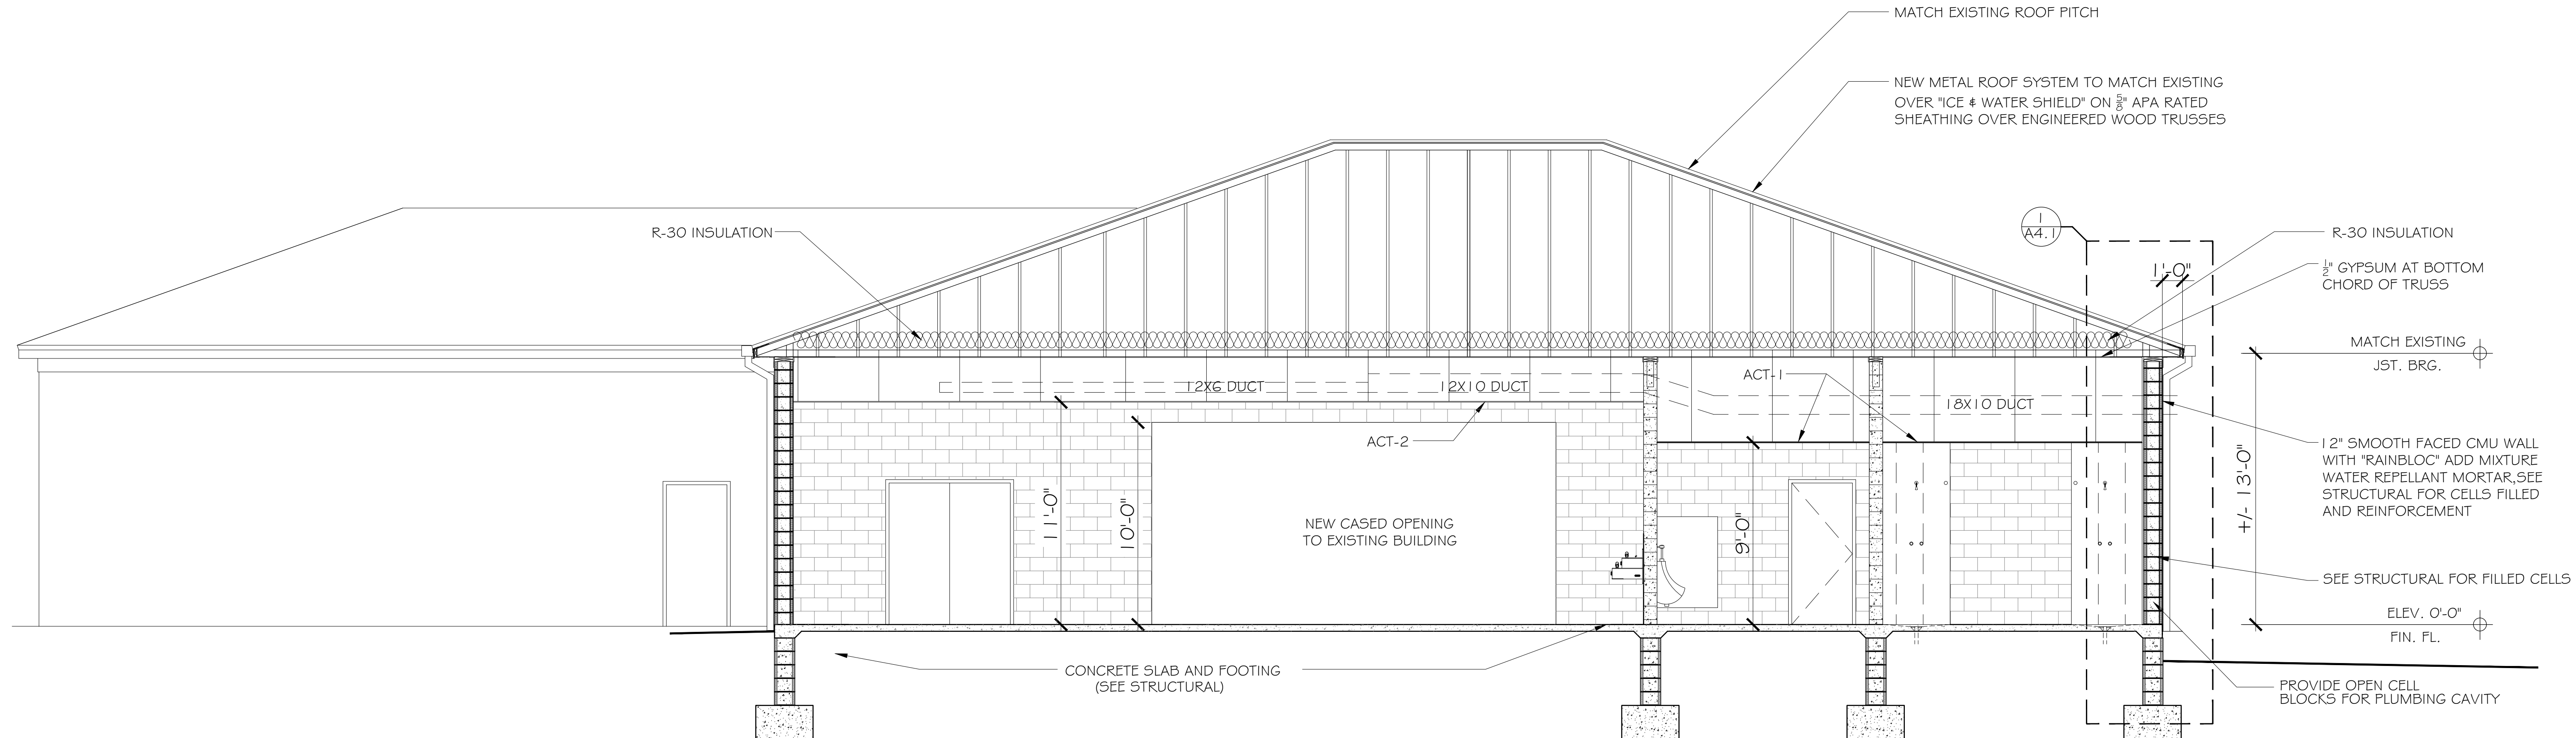 MATCH EXISTING ROOF PITCH
NEW METAL ROOF SYSTEM TO MATCH EXISTING
OVER "ICE & WATER SHIELD" ON 5/8" APA RATED
SHEATHING OVER ENGINEERED WOOD TRUSSES
1
A4.1
R-30 INSULATION
R-30 INSULATION
1'-0"
1/2" GYPSUM AT BOTTOM
CHORD OF TRUSS
MATCH EXISTING
JST. BRG.
12X6 DUCT
12X10 DUCT
ACT-1
18X10 DUCT
ACT-2
12" SMOOTH FACED CMU WALL
WITH "RAINBLOC" ADD MIXTURE
WATER REPELLANT MORTAR,SEE
STRUCTURAL FOR CELLS FILLED
AND REINFORCEMENT
11'-0"
10'-0"
9'-0"
+/- 13'-0"
NEW CASED OPENING
TO EXISTING BUILDING
SEE STRUCTURAL FOR FILLED CELLS
ELEV. 0'-0"
FIN. FL.
CONCRETE SLAB AND FOOTING
(SEE STRUCTURAL)
PROVIDE OPEN CELL
BLOCKS FOR PLUMBING CAVITY